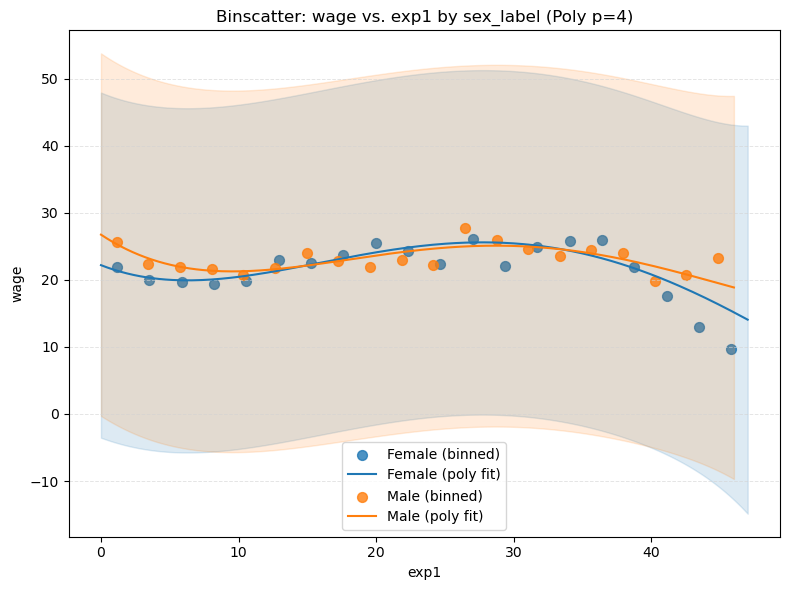 Binscatter: wage vs. exp1 by sex_label (Poly p=4)
wage
50
40
30
20
10
0
−10
Female (binned)
Female (poly fit)
Male (binned)
Male (poly fit)
0
10
20
30
40
exp1